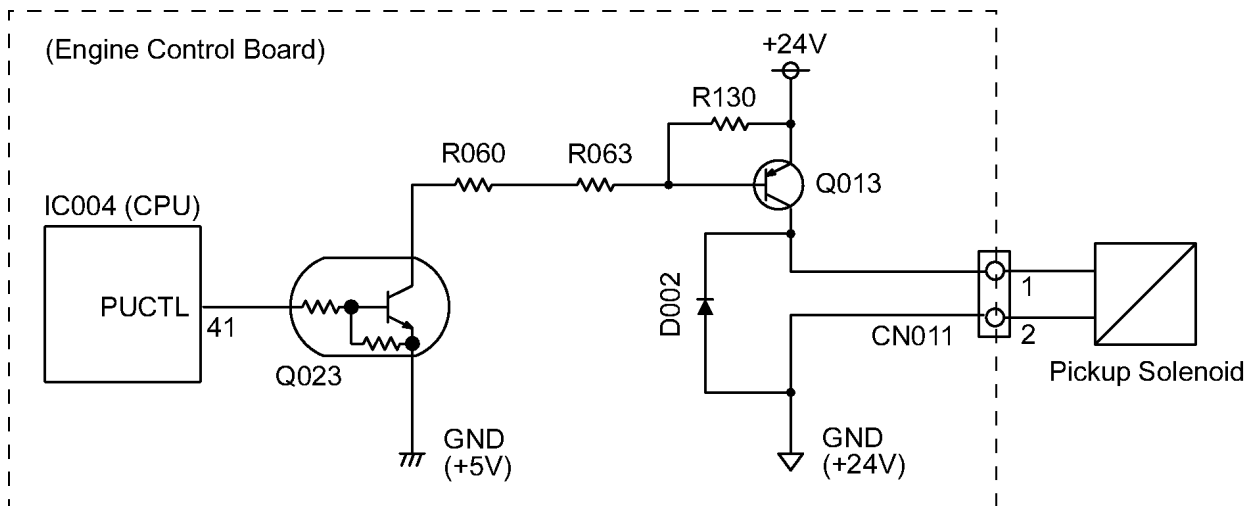 (Engine Control Board)
+24V
R130
R060
R063
Q013
IC004 (CPU)
PUCTL
41
Q023
D002
1
CN011
2
Pickup Solenoid
GND
(+5V)
GND
(+24V)